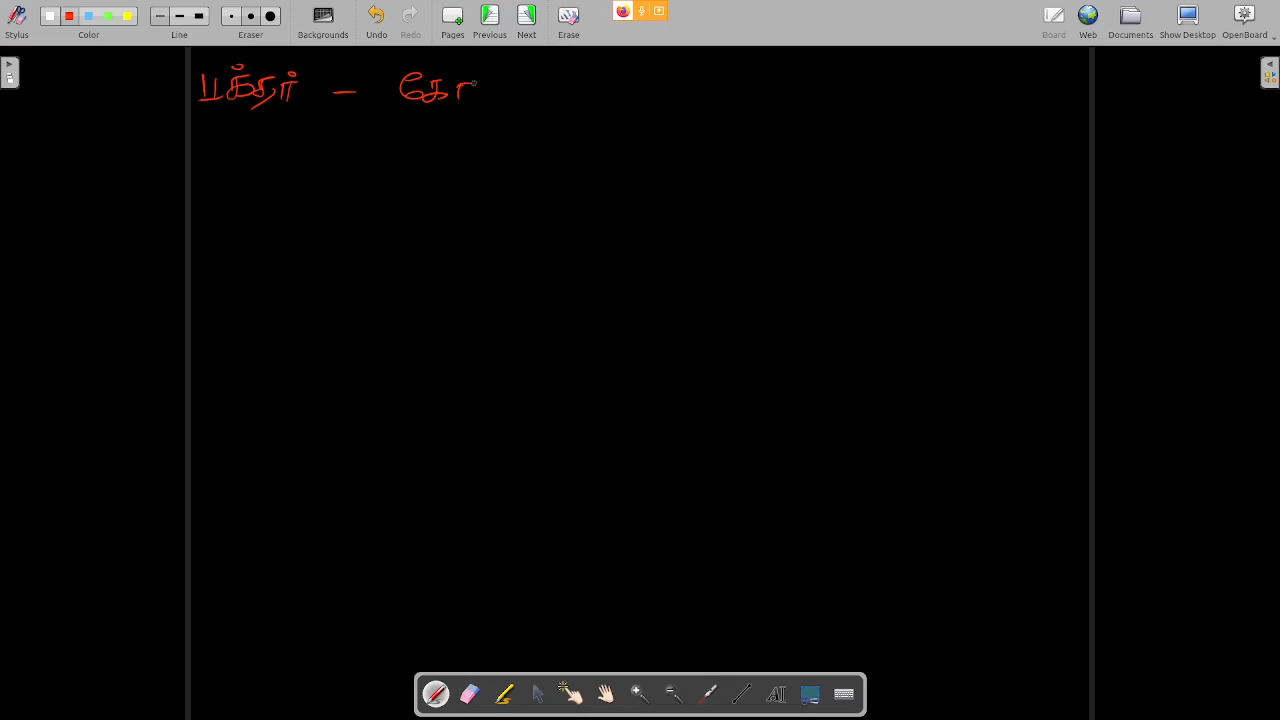 Stylus
Color
Line
Eraser
Backgrounds
Undo
Redo
Pages
Previous
Next
Erase
Board
Web
Documents
Show Desktop
OpenBoard
பக்தர் - கோ